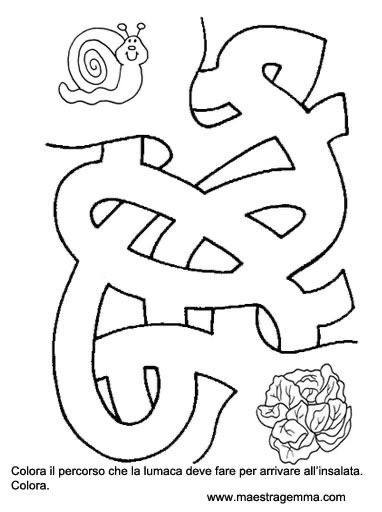 Colora il percorso che la lumaca deve fare per arrivare all'insalata.
Colora.
www.maestragemma.com